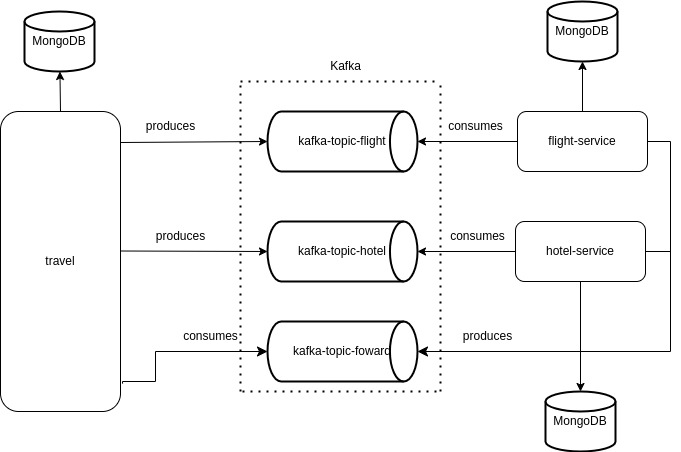 MongoDB
MongoDB
Kafka
produces
kafka-topic-flight
consumes
flight-service
travel
produces
kafka-topic-hotel
consumes
hotel-service
consumes
kafka-topic-foward
produces
MongoDB